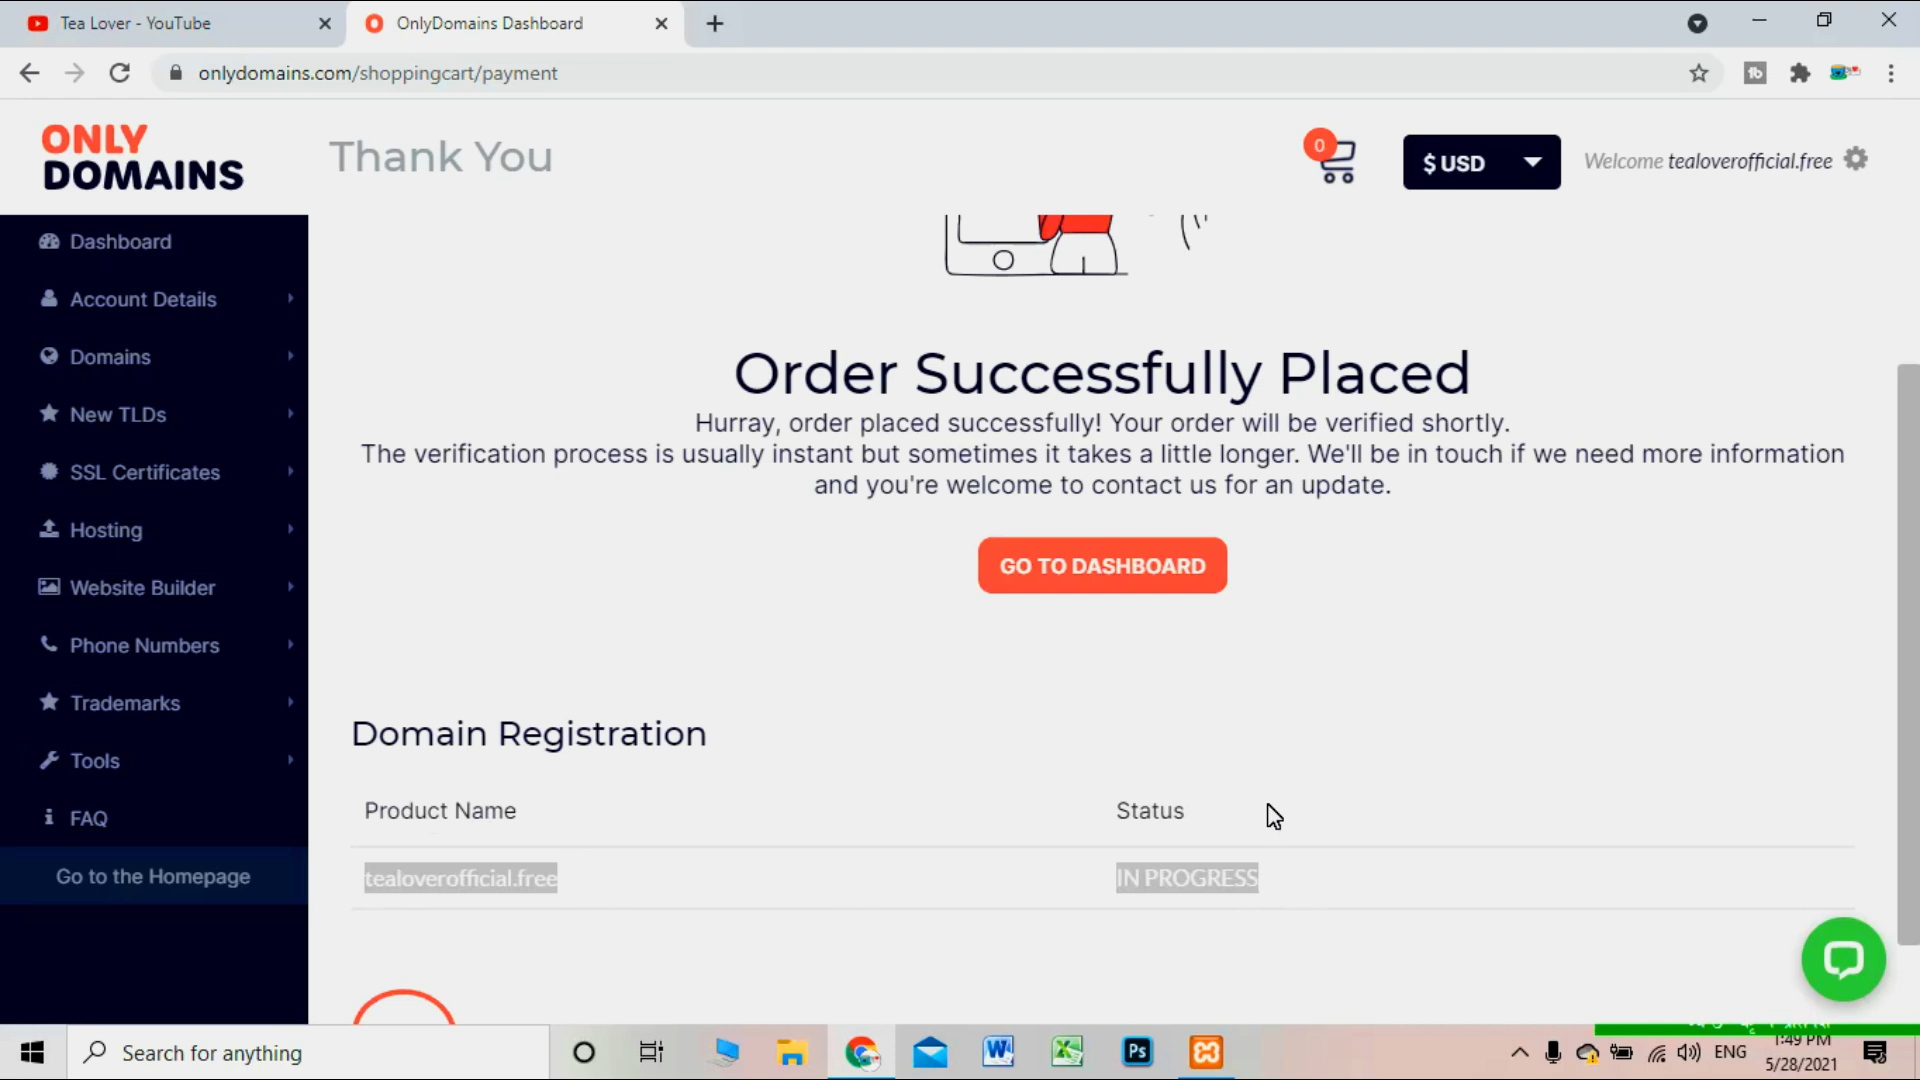 Tea Lover - YouTube
OnlyDomains Dashboard
onlydomains.com/shoppingcart/payment
ONLY
DOMAINS
Thank You
0
$ USD
Welcome tealoverofficial.free
Dashboard
Account Details
Domains
New TLDs
SSL Certificates
Hosting
Website Builder
Phone Numbers
Trademarks
Tools
FAQ
Go to the Homepage
Order Successfully Placed
Hurray, order placed successfully! Your order will be verified shortly.
The verification process is usually instant but sometimes it takes a little longer. We'll be in touch if we need more information
and you're welcome to contact us for an update.
GO TO DASHBOARD
Domain Registration
Product Name Status
tealoverofficial.free IN PROGRESS
Search for anything
Ps
ENG
1:49 PM
5/28/2021